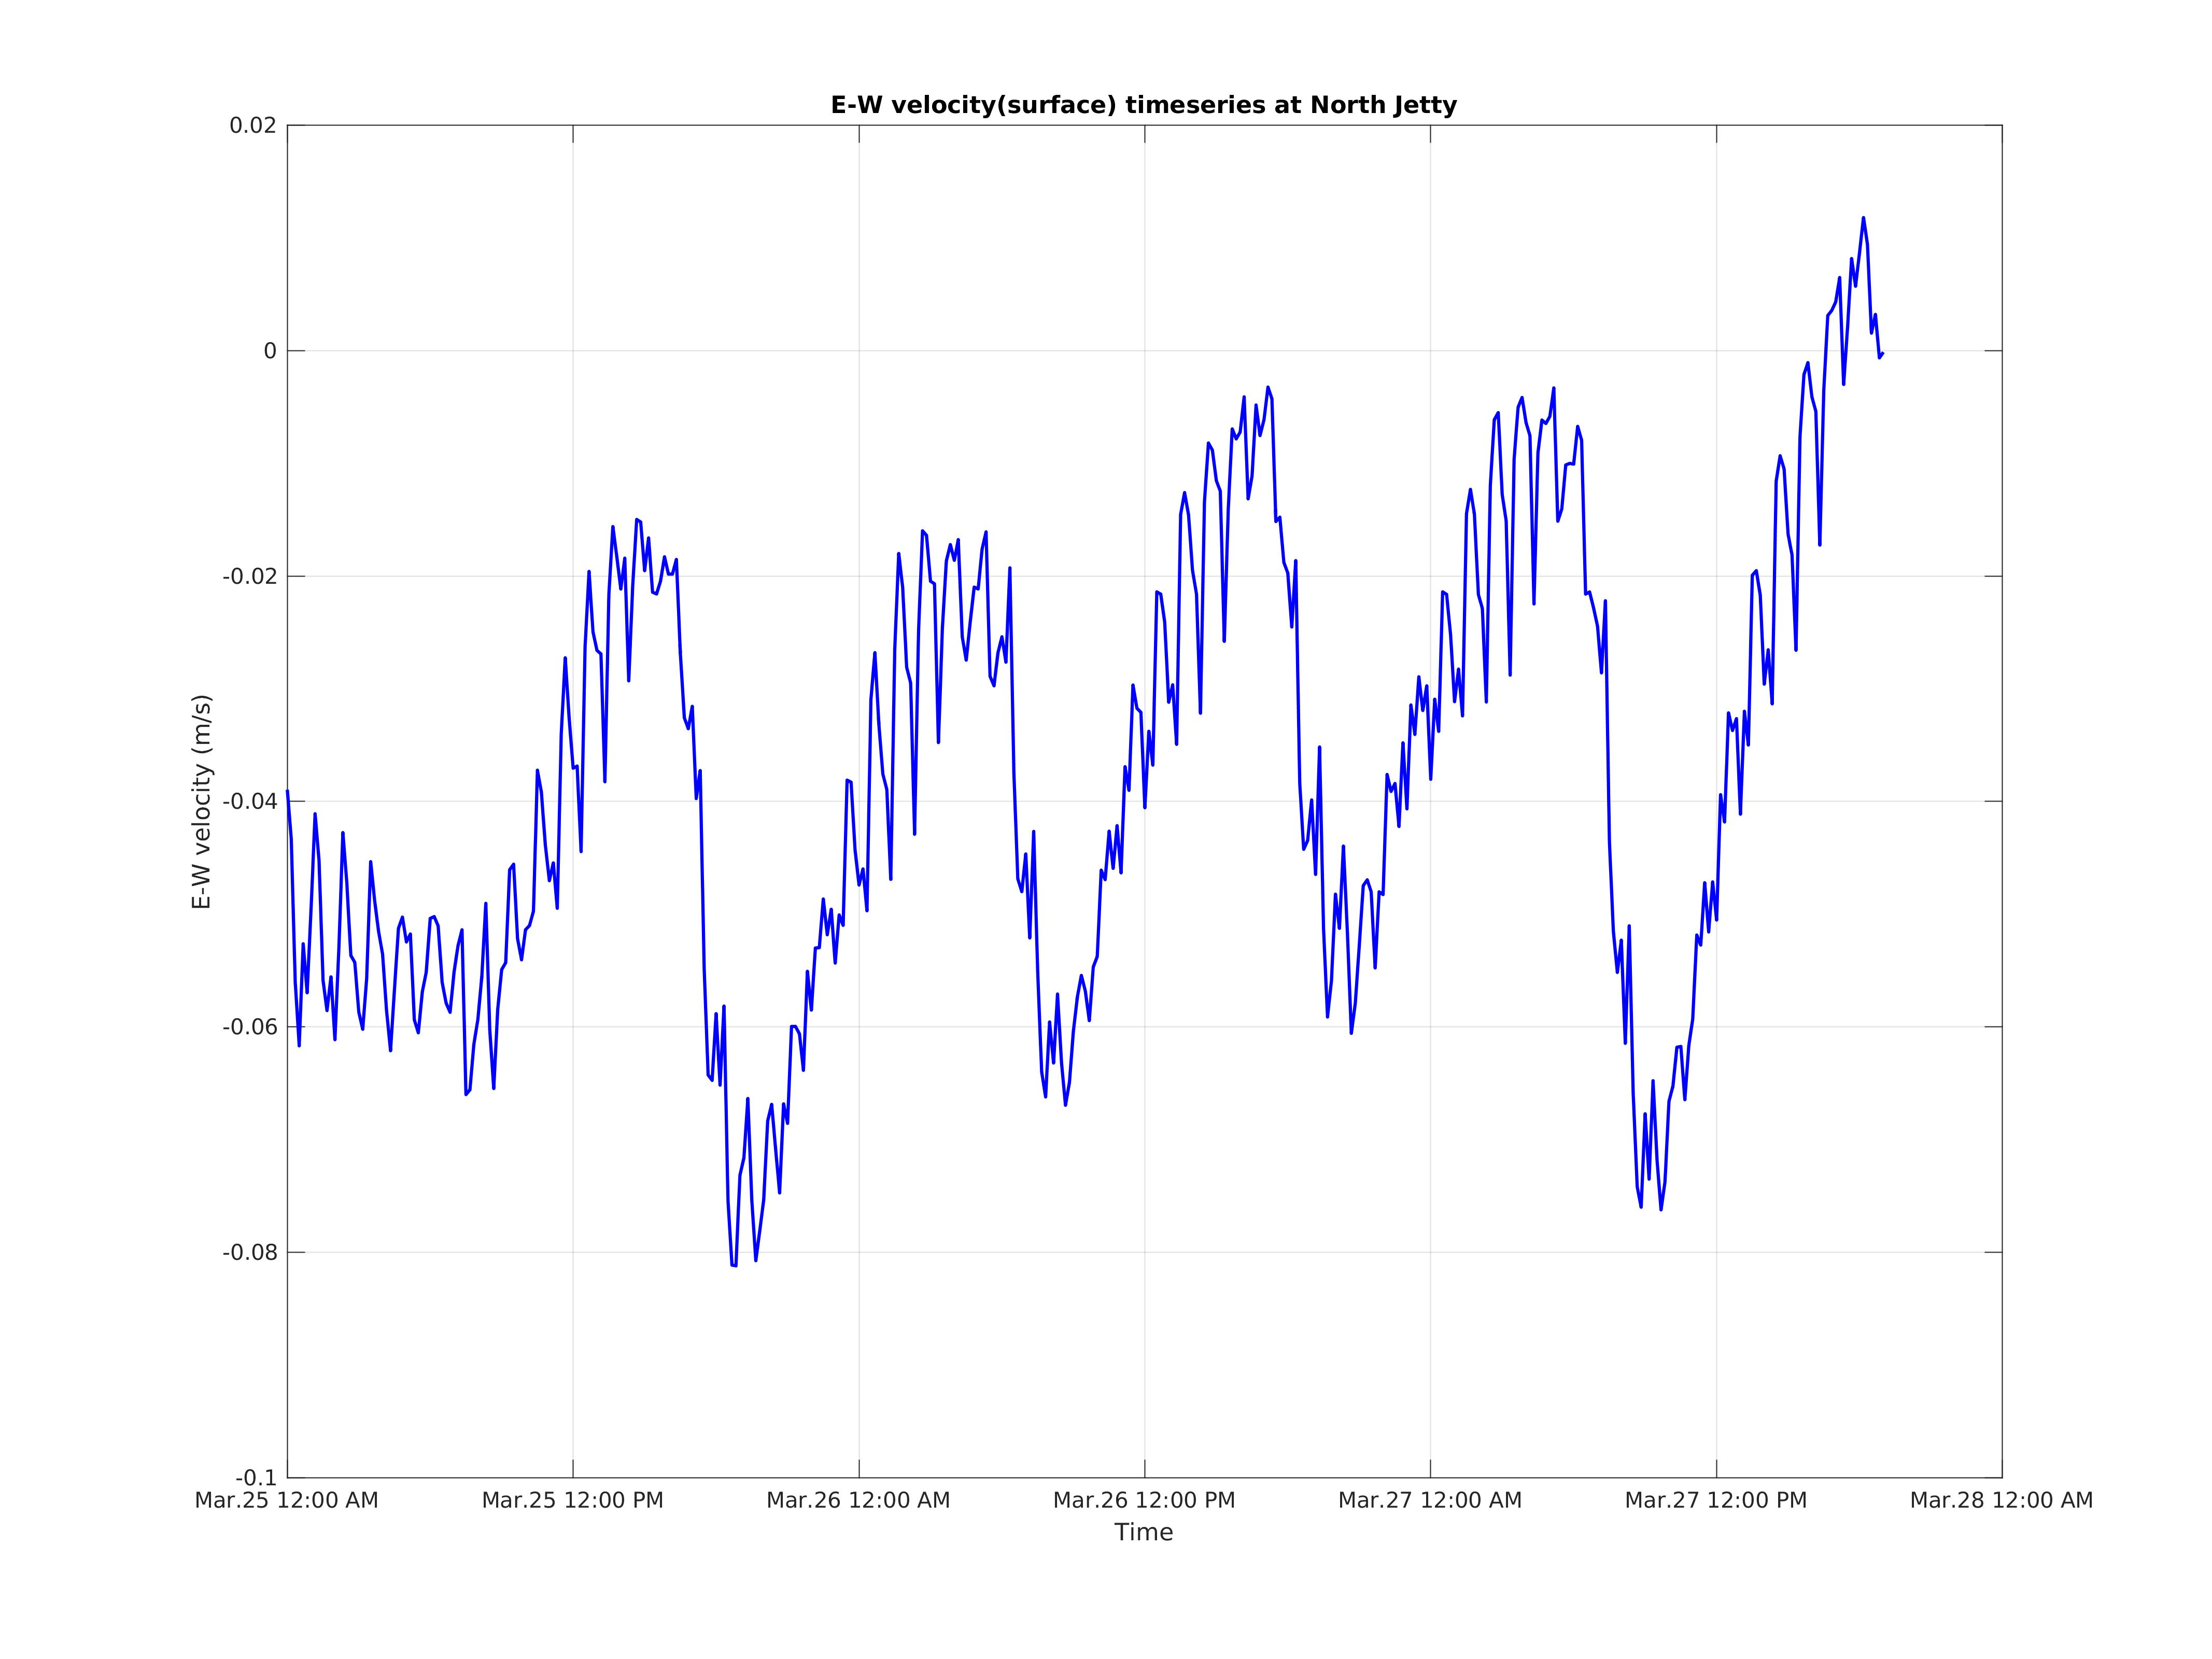 E-W velocity(surface) timeseries at North Jetty
0.02
0
-0.02
-0.04
-0.06
-0.08
-0.1
E-W velocity (m/s)
Mar.25 12:00 AM Mar.25 12:00 PM Mar.26 12:00 AM Mar.26 12:00 PM Mar.27 12:00 AM Mar.27 12:00 PM Mar.28 12:00 AM
Time